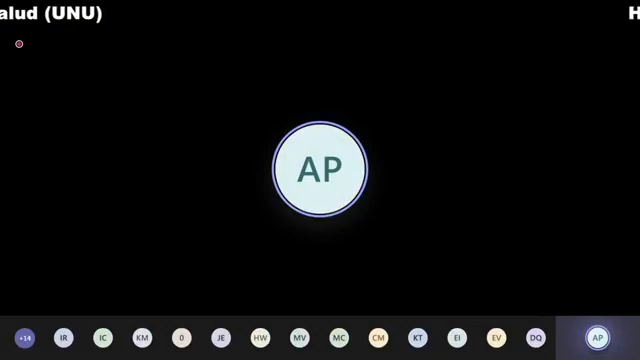 alud (UNU)
H
AP
+14 IR IC KM 0 JE HW MV MC CM KT EI EV DQ AP